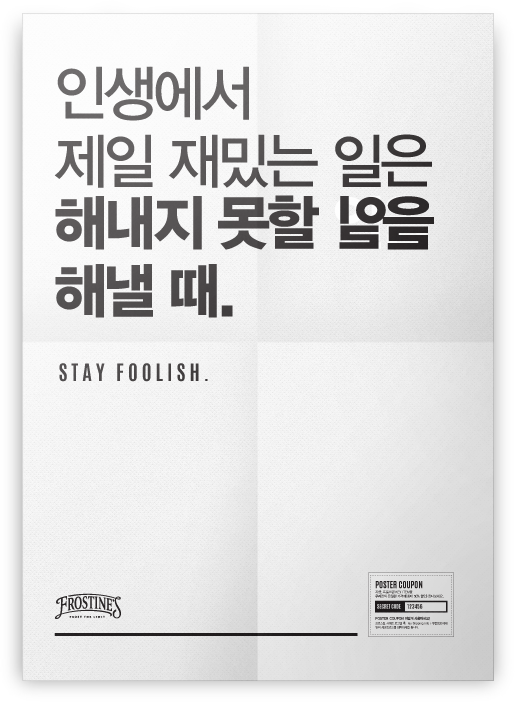 인생에서
제일 재밌는 일은
해내지 못할
해낼 때.
STAY FOOLISH.
FROSTINE'S
POSTER COUPON
SECRET CODE 123456